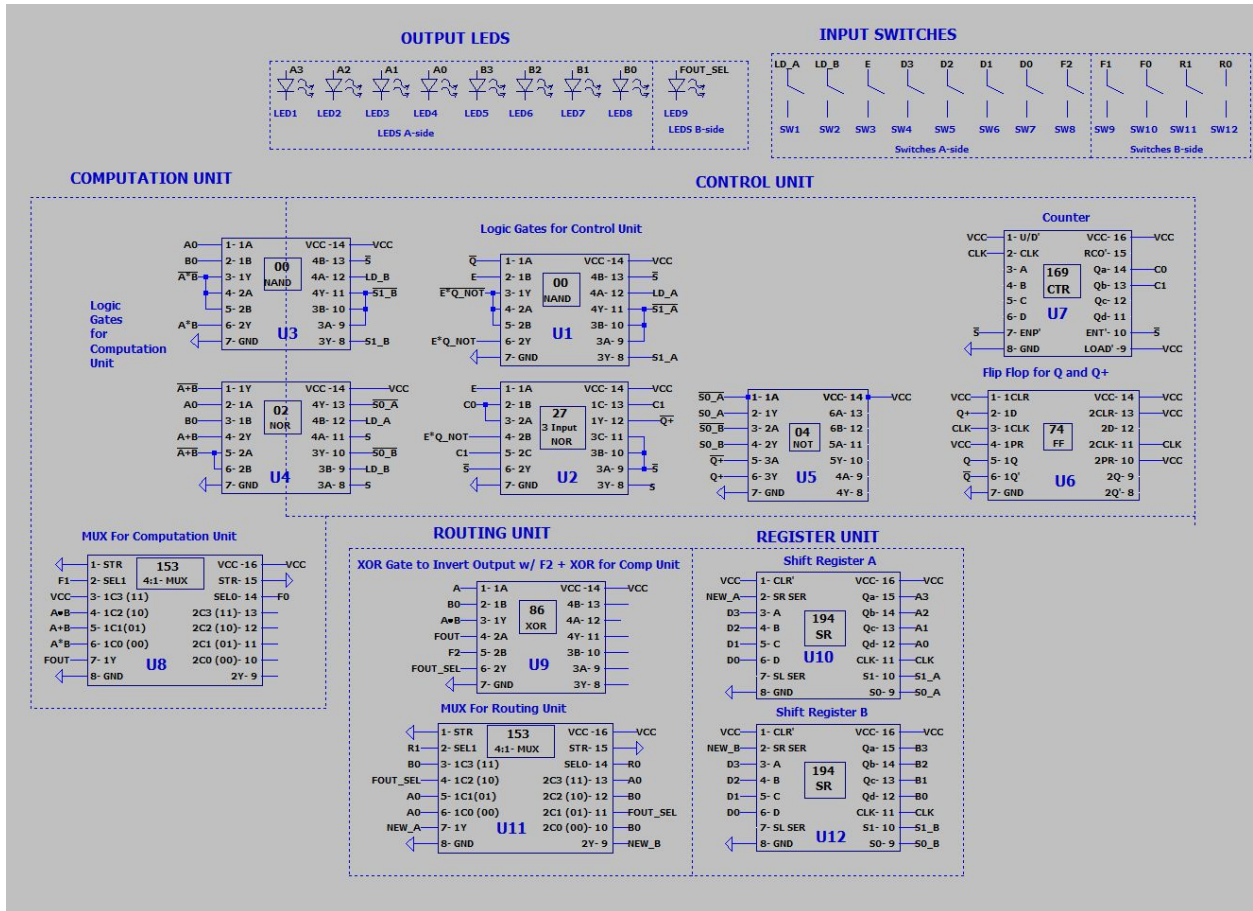 OUTPUT LEDS
A3 A2 A1 A0 B3 B2 B1 B0 FOUT_SEL
LED1 LED2 LED3 LED4 LED5 LED6 LED7 LED8 LED9
LEDS A-side
LEDS B-side
INPUT SWITCHES
LD_A LD_B E D3 D2 D1 D0 F2 F1 F0 R1 R0
SW1 SW2 SW3 SW4 SW5 SW6 SW7 SW8 SW9 SW10 SW11 SW12
Switches A-side
Switches B-side
COMPUTATION UNIT
Logic
Gates
for
Computation
Unit
A0 1- 1A VCC -14 VCC
B0 2- 1B 4B- 13 S̅
A̅*̅B̅ 3- 1Y 4A- 12 LD_B
4- 2A 4Y- 11 S̅1̅_̅B̅
5- 2B 3B- 10
A*B 6- 2Y 3A- 9
7- GND 3Y- 8 S1_B
00
NAND
U3
A̅+̅B̅ 1- 1Y VCC -14 VCC
A0 2- 1A 4Y- 13 S̅0̅_̅A̅
B0 3- 1B 4B- 12 LD_A
A+B 4- 2Y 4A- 11 S
A̅+̅B̅ 5- 2A 3Y- 10 S̅0̅_̅B̅
6- 2B 3B- 9 LD_B
7- GND 3A- 8 S
02
NOR
U4
MUX For Computation Unit
1- STR VCC -16 VCC
F1 2- SEL1 STR- 15
VCC 3- 1C3 (11) SEL0- 14 F0
A●B 4- 1C2 (10) 2C3 (11)- 13
A+B 5- 1C1(01) 2C2 (10)- 12
A*B 6- 1C0 (00) 2C1 (01)- 11
FOUT 7- 1Y 2C0 (00)- 10
8- GND 2Y- 9
153
4:1- MUX
U8
CONTROL UNIT
Logic Gates for Control Unit
Q̅ 1- 1A VCC -14 VCC
E 2- 1B 4B- 13 S̅
E̅*̅Q̅_̅N̅O̅T̅ 3- 1Y 4A- 12 LD_A
4- 2A 4Y- 11 S̅1̅_̅A̅
5- 2B 3B- 10
E*Q_NOT 6- 2Y 3A- 9
7- GND 3Y- 8 S1_A
00
NAND
U1
E 1- 1A VCC- 14 VCC
C0 2- 1B 1C- 13 C1
3- 2A 1Y- 12 Q̅+̅
E*Q_NOT 4- 2B 3C- 11
C1 5- 2C 3B- 10
S̅ 6- 2Y 3A- 9 S̅
7- GND 3Y- 8 S
27
3 Input
NOR
U2
S̅0̅_̅A̅ 1- 1A VCC- 14 VCC
S0_A 2- 1Y 6A- 13
S̅0̅_̅B̅ 3- 2A 6B- 12
S0_B 4- 2Y 5A- 11
Q̅+̅ 5- 3A 5Y- 10
Q+ 6- 3Y 4A- 9
7- GND 4Y- 8
04
NOT
U5
Counter
VCC 1- U/D' VCC- 16 VCC
CLK 2- CLK RCO'- 15
3- A Qa- 14 C0
4- B Qb- 13 C1
5- C Qc- 12
6- D Qd- 11
S̅ 7- ENP' ENT'- 10 S̅
8- GND LOAD' -9 VCC
169
CTR
U7
Flip Flop for Q and Q+
VCC 1- 1CLR VCC- 14 VCC
Q+ 2- 1D 2CLR- 13 VCC
CLK 3- 1CLK 2D- 12
VCC 4- 1PR 2CLK- 11 CLK
Q 5- 1Q 2PR- 10 VCC
Q̅ 6- 1Q' 2Q- 9
7- GND 2Q'- 8
74
FF
U6
ROUTING UNIT
XOR Gate to Invert Output w/ F2 + XOR for Comp Unit
A 1- 1A VCC -14 VCC
B0 2- 1B 4B- 13
A●B 3- 1Y 4A- 12
FOUT 4- 2A 4Y- 11
F2 5- 2B 3B- 10
FOUT_SEL 6- 2Y 3A- 9
7- GND 3Y- 8
86
XOR
U9
MUX For Routing Unit
1- STR VCC -16 VCC
R1 2- SEL1 STR- 15
B0 3- 1C3 (11) SEL0- 14 R0
FOUT_SEL 4- 1C2 (10) 2C3 (11)- 13 A0
A0 5- 1C1(01) 2C2 (10)- 12 B0
A0 6- 1C0 (00) 2C1 (01)- 11 FOUT_SEL
NEW_A 7- 1Y 2C0 (00)- 10 B0
8- GND 2Y- 9 NEW_B
153
4:1- MUX
U11
REGISTER UNIT
Shift Register A
VCC 1- CLR' VCC- 16 VCC
NEW_A 2- SR SER Qa- 15 A3
D3 3- A Qb- 14 A2
D2 4- B Qc- 13 A1
D1 5- C Qd- 12 A0
D0 6- D CLK- 11 CLK
7- SL SER S1- 10 S1_A
8- GND S0- 9 S0_A
194
SR
U10
Shift Register B
VCC 1- CLR' VCC- 16 VCC
NEW_B 2- SR SER Qa- 15 B3
D3 3- A Qb- 14 B2
D2 4- B Qc- 13 B1
D1 5- C Qd- 12 B0
D0 6- D CLK- 11 CLK
7- SL SER S1- 10 S1_B
8- GND S0- 9 S0_B
194
SR
U12